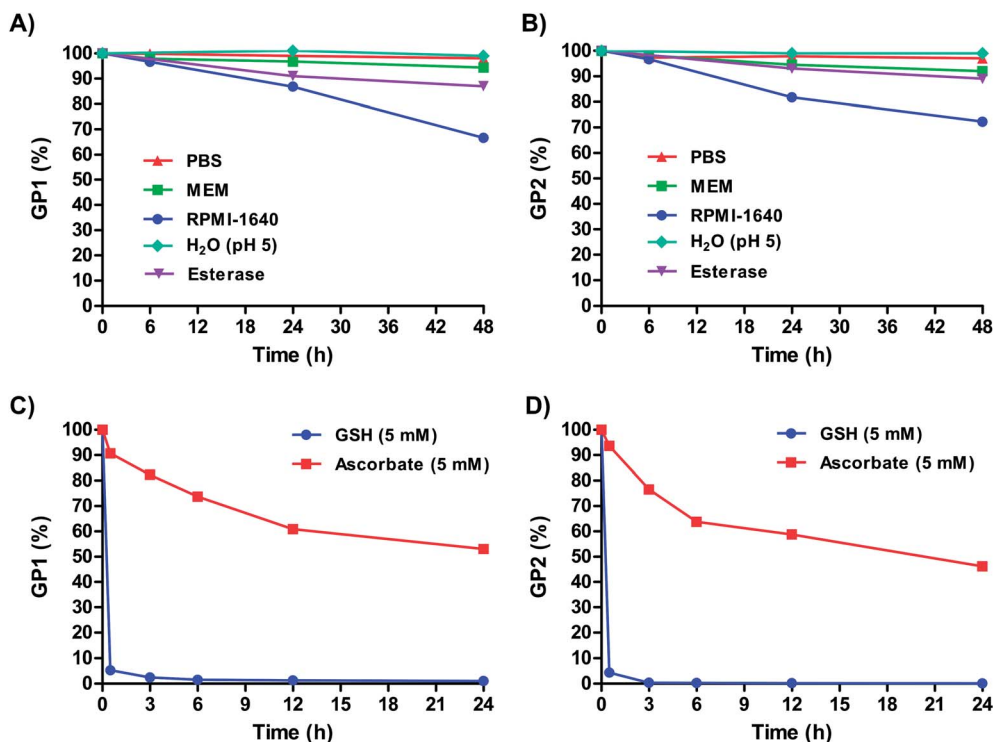 A)
GP1 (%)
100
90
80
70
60
50
40
30
20
10
0
PBS
MEM
RPMI-1640
H₂O (pH 5)
Esterase
0 6 12 24 30 36 42 48
Time (h)
B)
GP2 (%)
100
90
80
70
60
50
40
30
20
10
0
PBS
MEM
RPMI-1640
H₂O (pH 5)
Esterase
0 6 12 24 30 36 42 48
Time (h)
C)
GP1 (%)
100
90
80
70
60
50
40
30
20
10
0
GSH (5 mM)
Ascorbate (5 mM)
0 3 6 9 12 15 18 21 24
Time (h)
D)
GP2 (%)
100
90
80
70
60
50
40
30
20
10
0
GSH (5 mM)
Ascorbate (5 mM)
0 3 6 9 12 15 18 21 24
Time (h)